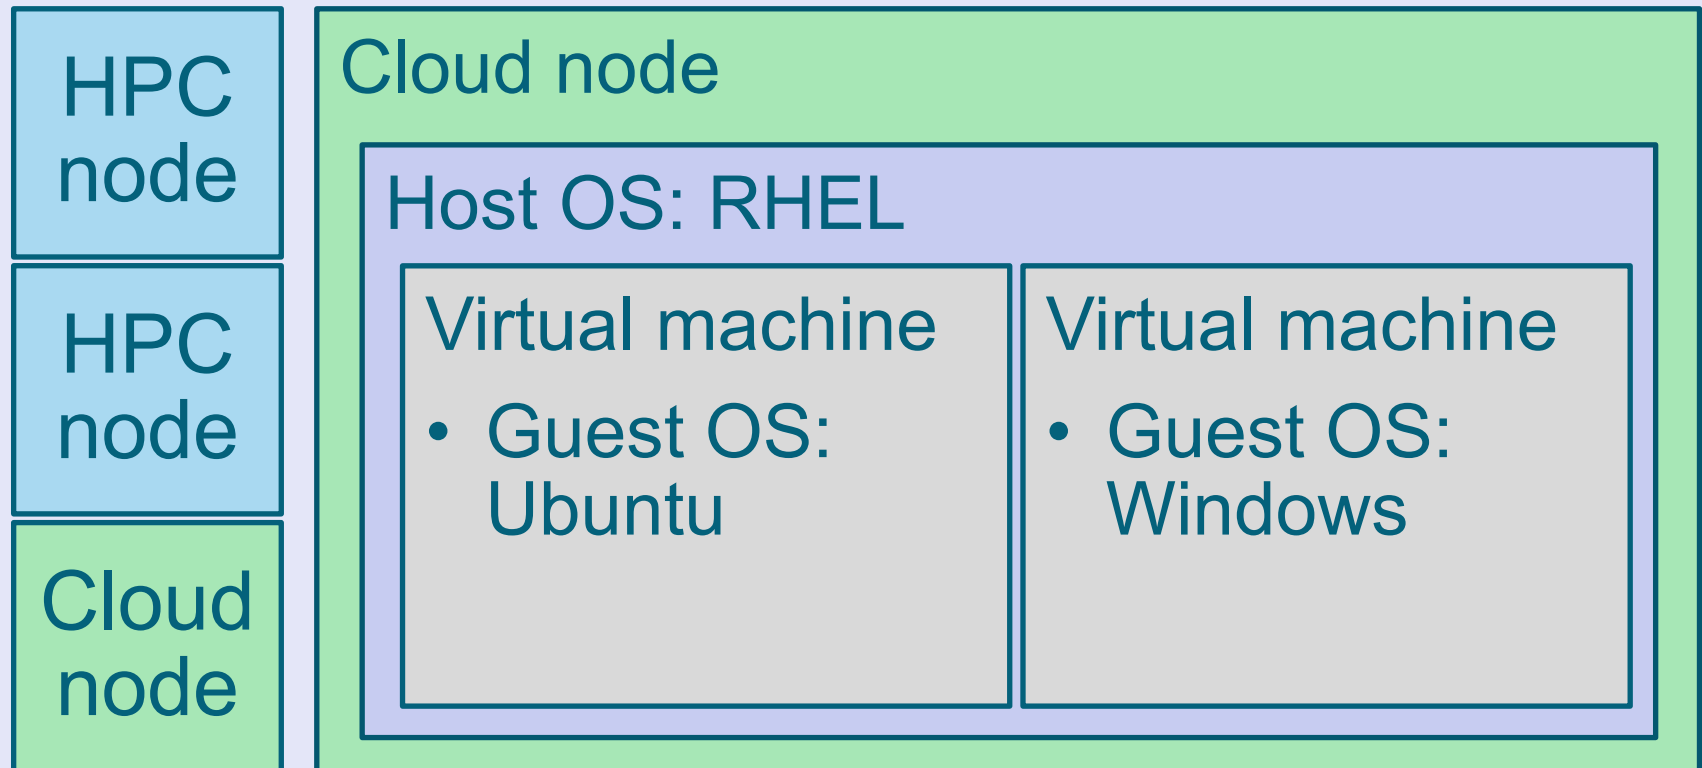 HPC
node
HPC
node
Cloud
node
Cloud node
Host OS: RHEL
Virtual machine
• Guest OS:
Ubuntu
Virtual machine
• Guest OS:
Windows